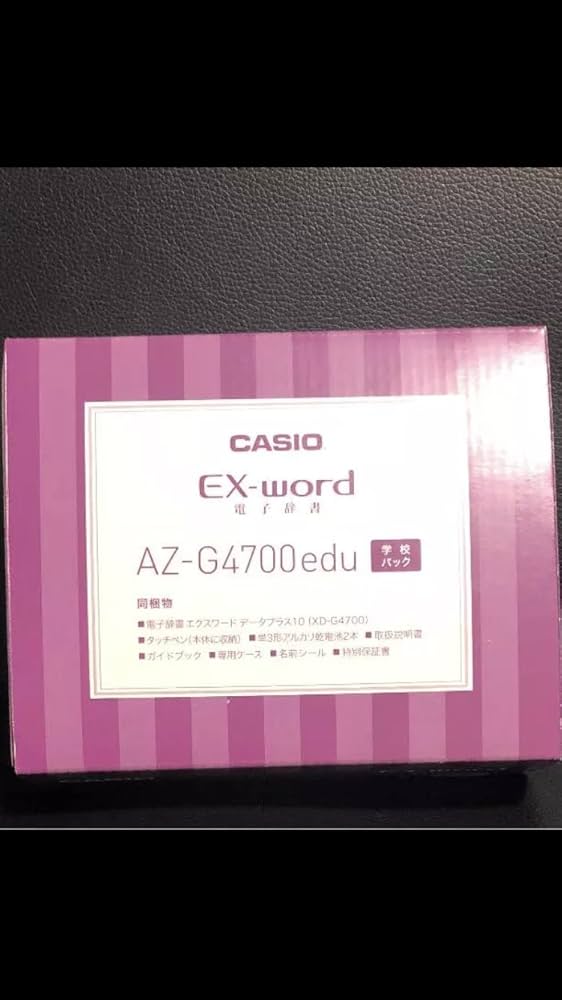 CASIO
EX-word
電子辞書
AZ-G4700edu 学校パック
同梱物
■電子辞書 エクスワード データプラス10 (XD-G4700)
■タッチペン(本体に収納) ■単3形アルカリ乾電池2本 ■取扱説明書
■ガイドブック ■専用ケース ■名前シール ■特別保証書